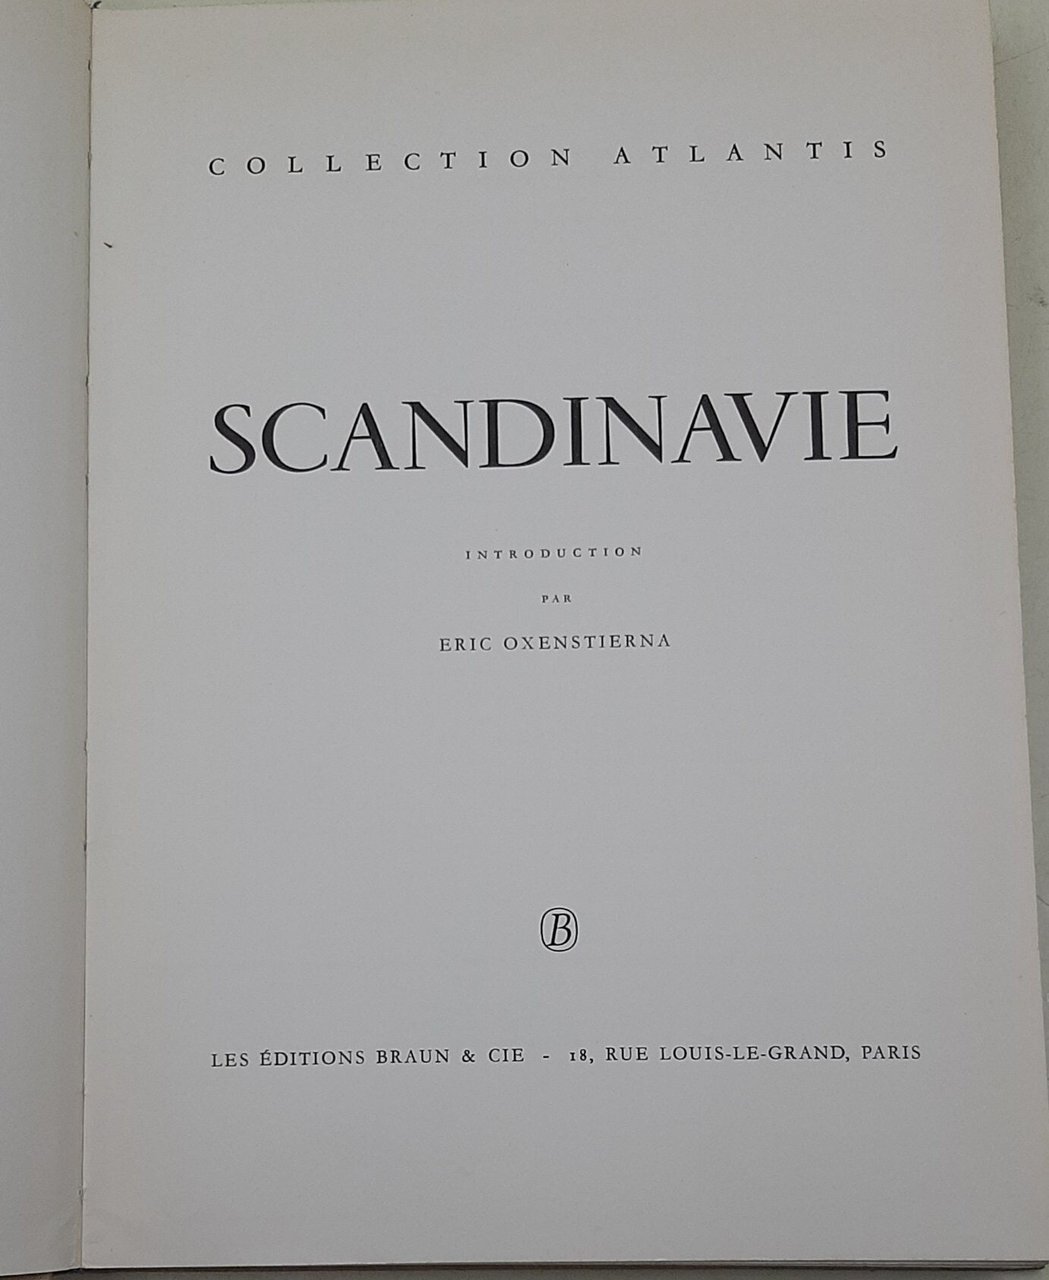 COLLECTION ATLANTIS
SCANDINAVIE
INTRODUCTION
PAR
ERIC OXENSTIERNA
B
LES ÉDITIONS BRAUN & CIE - 18, RUE LOUIS-LE-GRAND, PARIS